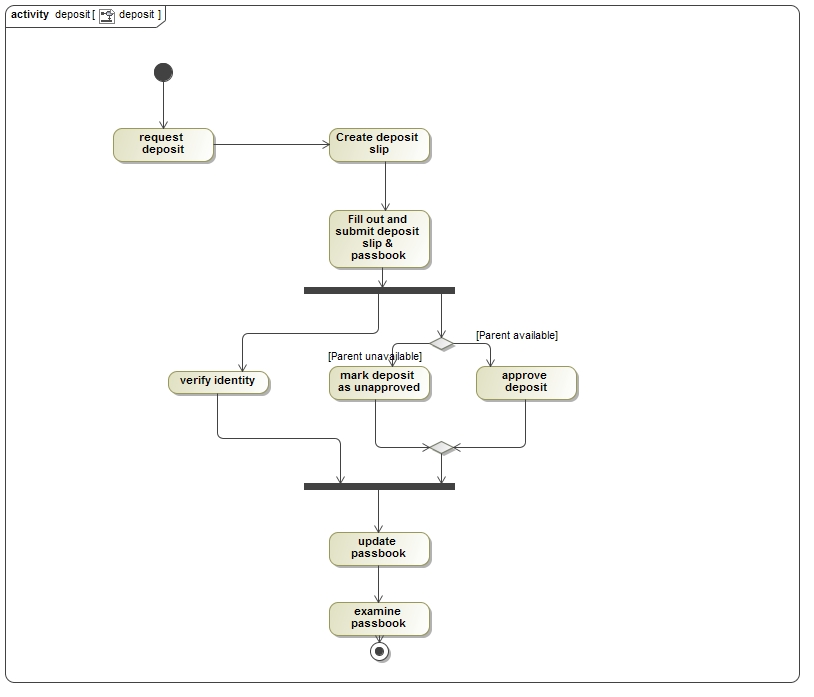 activity deposit [ deposit ]
request
deposit
Create deposit
slip
Fill out and
submit deposit
slip &
passbook
[Parent available]
[Parent unavailable]
verify identity
mark deposit
as unapproved
approve
deposit
update
passbook
examine
passbook